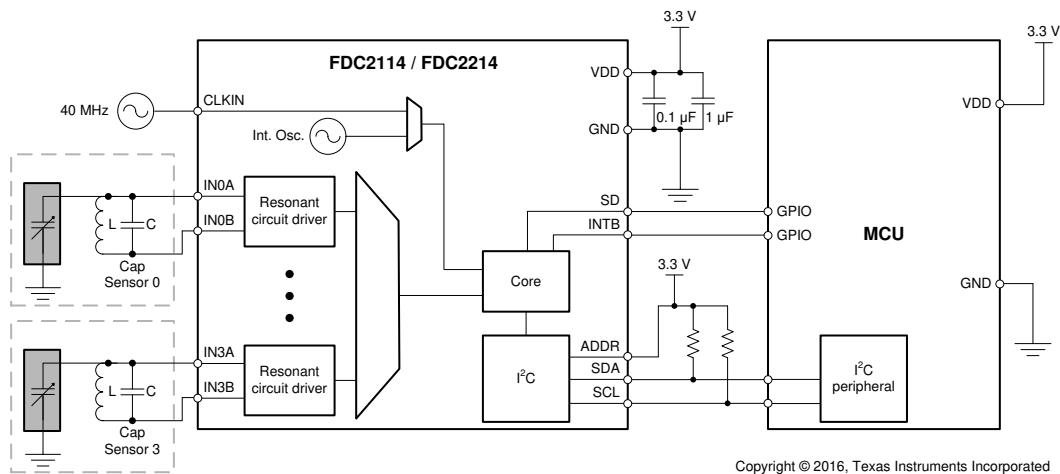 3.3 V
3.3 V
FDC2114 / FDC2214
VDD
40 MHz
CLKIN
0.1 µF
1 µF
VDD
Int. Osc.
GND
IN0A
Resonant
circuit driver
L
C
IN0B
SD
GPIO
INTB
GPIO
MCU
Cap
Sensor 0
Core
3.3 V
GND
IN3A
Resonant
circuit driver
L
C
IN3B
ADDR
I²C
SDA
SCL
I²C
peripheral
Cap
Sensor 3
Copyright © 2016, Texas Instruments Incorporated